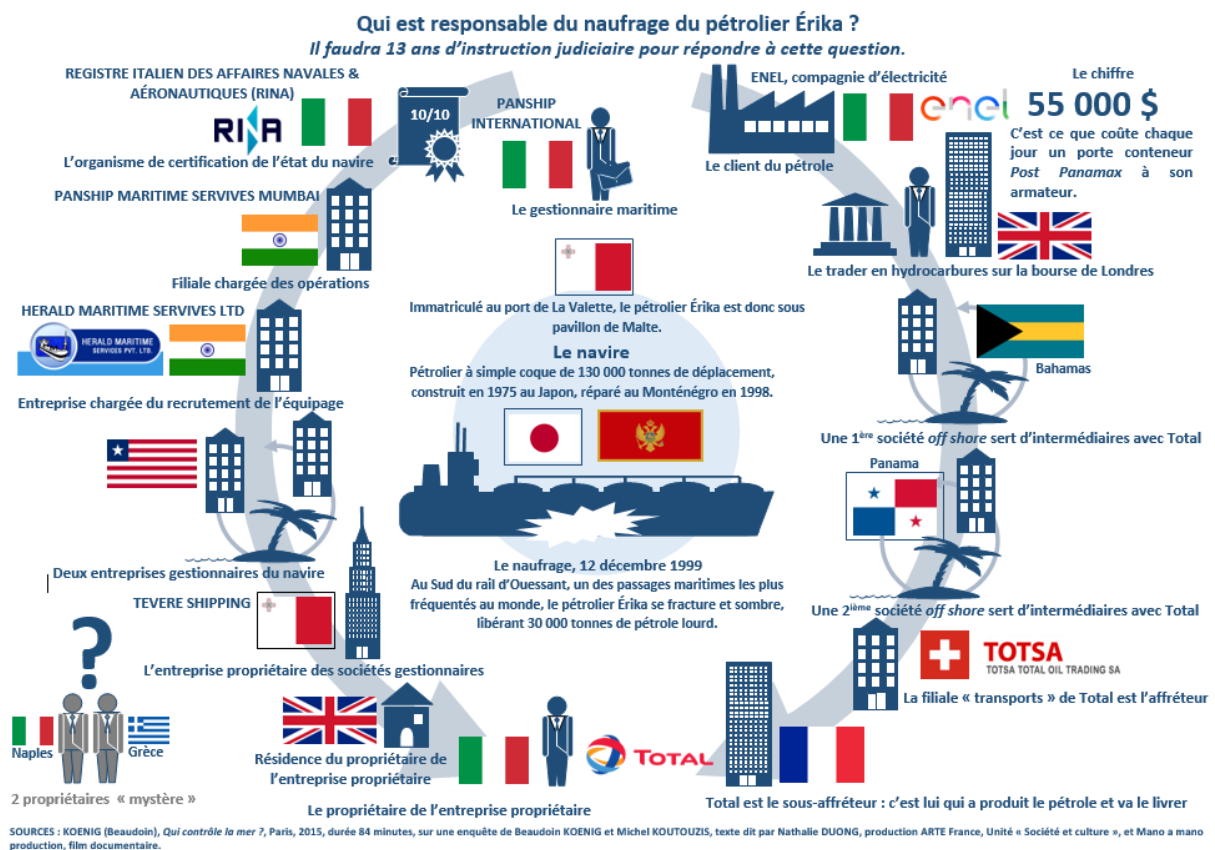 Qui est responsable du naufrage du pétrolier Érika ?
Il faudra 13 ans d'instruction judiciaire pour répondre à cette question.
REGISTRE ITALIEN DES AFFAIRES NAVALES &
AÉRONAUTIQUES (RINA)
RINA
L'organisme de certification de l'état du navire
10/10
PANSHIP
INTERNATIONAL
Le gestionnaire maritime
ENEL, compagnie d'électricité
enel
Le client du pétrole
Le chiffre
55 000 $
C'est ce que coûte chaque
jour un porte conteneur
Post Panamax à son
armateur.
PANSHIP MARITIME SERVIVES MUMBAI
Filiale chargée des opérations
Le trader en hydrocarbures sur la bourse de Londres
HERALD MARITIME SERVIVES LTD
HERALD MARITIME
SERVICES PVT. LTD.
Entreprise chargée du recrutement de l'équipage
Immatriculé au port de La Valette, le pétrolier Érika est donc sous
pavillon de Malte.
Le navire
Pétrolier à simple coque de 130 000 tonnes de déplacement,
construit en 1975 au Japon, réparé au Monténégro en 1998.
Bahamas
Une 1ère société off shore sert d'intermédiaires avec Total
Panama
Une 2ième société off shore sert d'intermédiaires avec Total
Deux entreprises gestionnaires du navire
Le naufrage, 12 décembre 1999
Au Sud du rail d'Ouessant, un des passages maritimes les plus
fréquentés au monde, le pétrolier Érika se fracture et sombre,
libérant 30 000 tonnes de pétrole lourd.
TEVERE SHIPPING
L'entreprise propriétaire des sociétés gestionnaires
TOTSA
TOTSA TOTAL OIL TRADING SA
La filiale « transports » de Total est l'affréteur
?
Naples
Grèce
2 propriétaires « mystère »
Résidence du propriétaire de
l'entreprise propriétaire
Le propriétaire de l'entreprise propriétaire
TOTAL
Total est le sous-affréteur : c'est lui qui a produit le pétrole et va le livrer
SOURCES : KOENIG (Beaudoin), Qui contrôle la mer ?, Paris, 2015, durée 84 minutes, sur une enquête de Beaudoin KOENIG et Michel KOUTOUZIS, texte dit par Nathalie DUONG, production ARTE France, Unité « Société et culture », et Mano a mano
production, film documentaire.